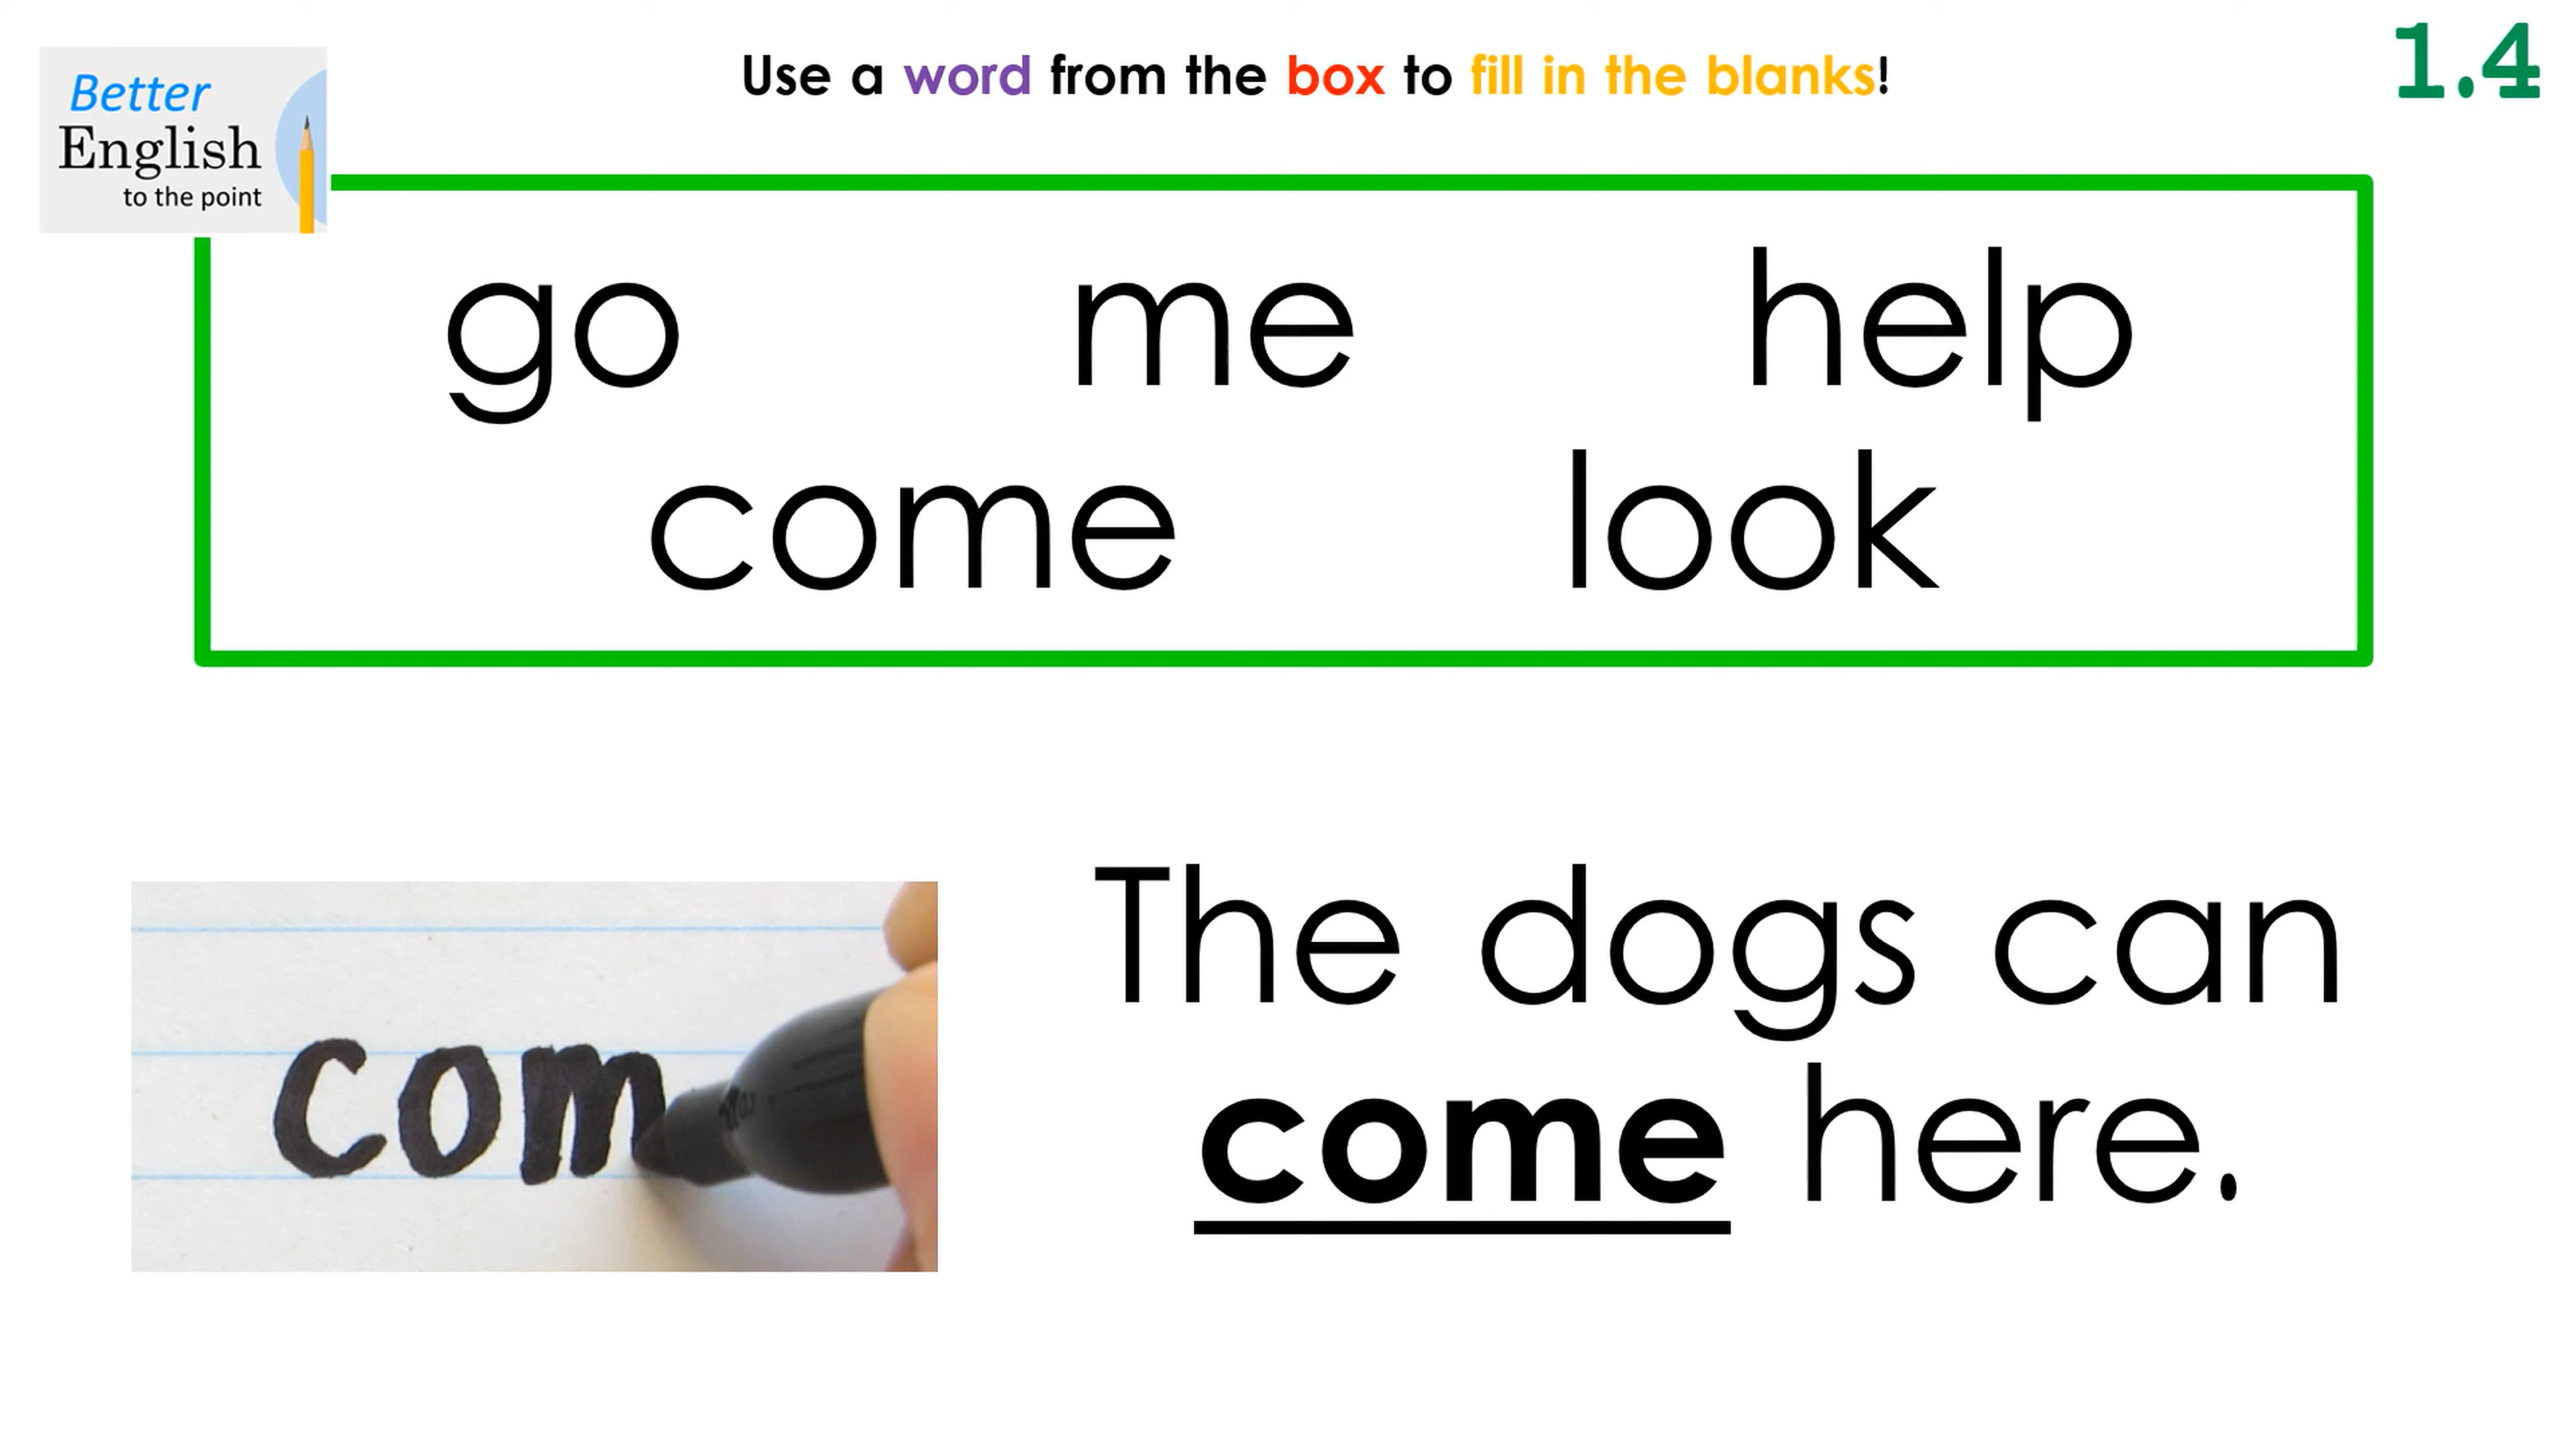 Use a word from the box to fill in the blanks!
1.4
Better
English
to the point
go me help
come look
The dogs can
come here.
com